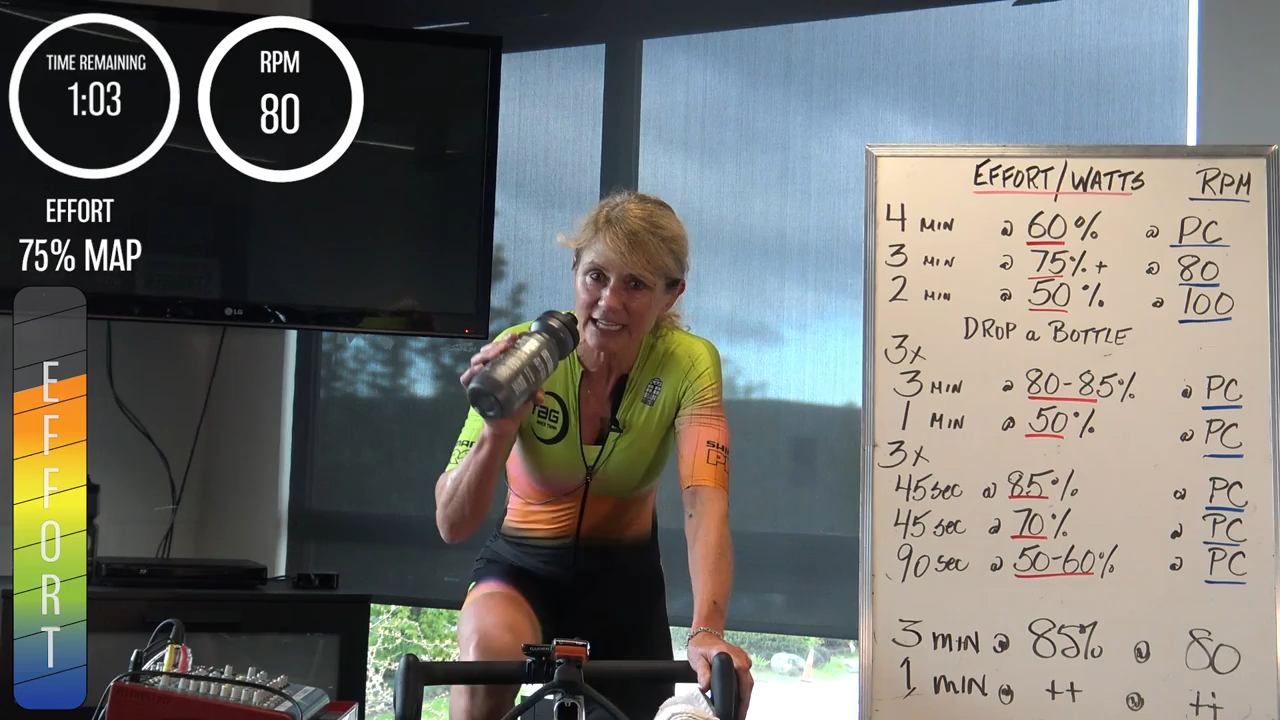 TIME REMAINING
1:03
RPM
80
EFFORT
75% MAP
EFFORT
LG
TAG
EFFORT/WATTS RPM
4 MIN @ 60% @ PC
3 MIN @ 75%+ @ 80
2 MIN @ 50% @ 100
DROP a BOTTLE
3x
3 MIN @ 80-85% @ PC
1 MIN @ 50% @ PC
3x
45sec @ 85% @ PC
45sec @ 70% @ PC
90sec @ 50-60% @ PC
3 MIN @ 85% @ 80
1 MIN @ ++ @ ++